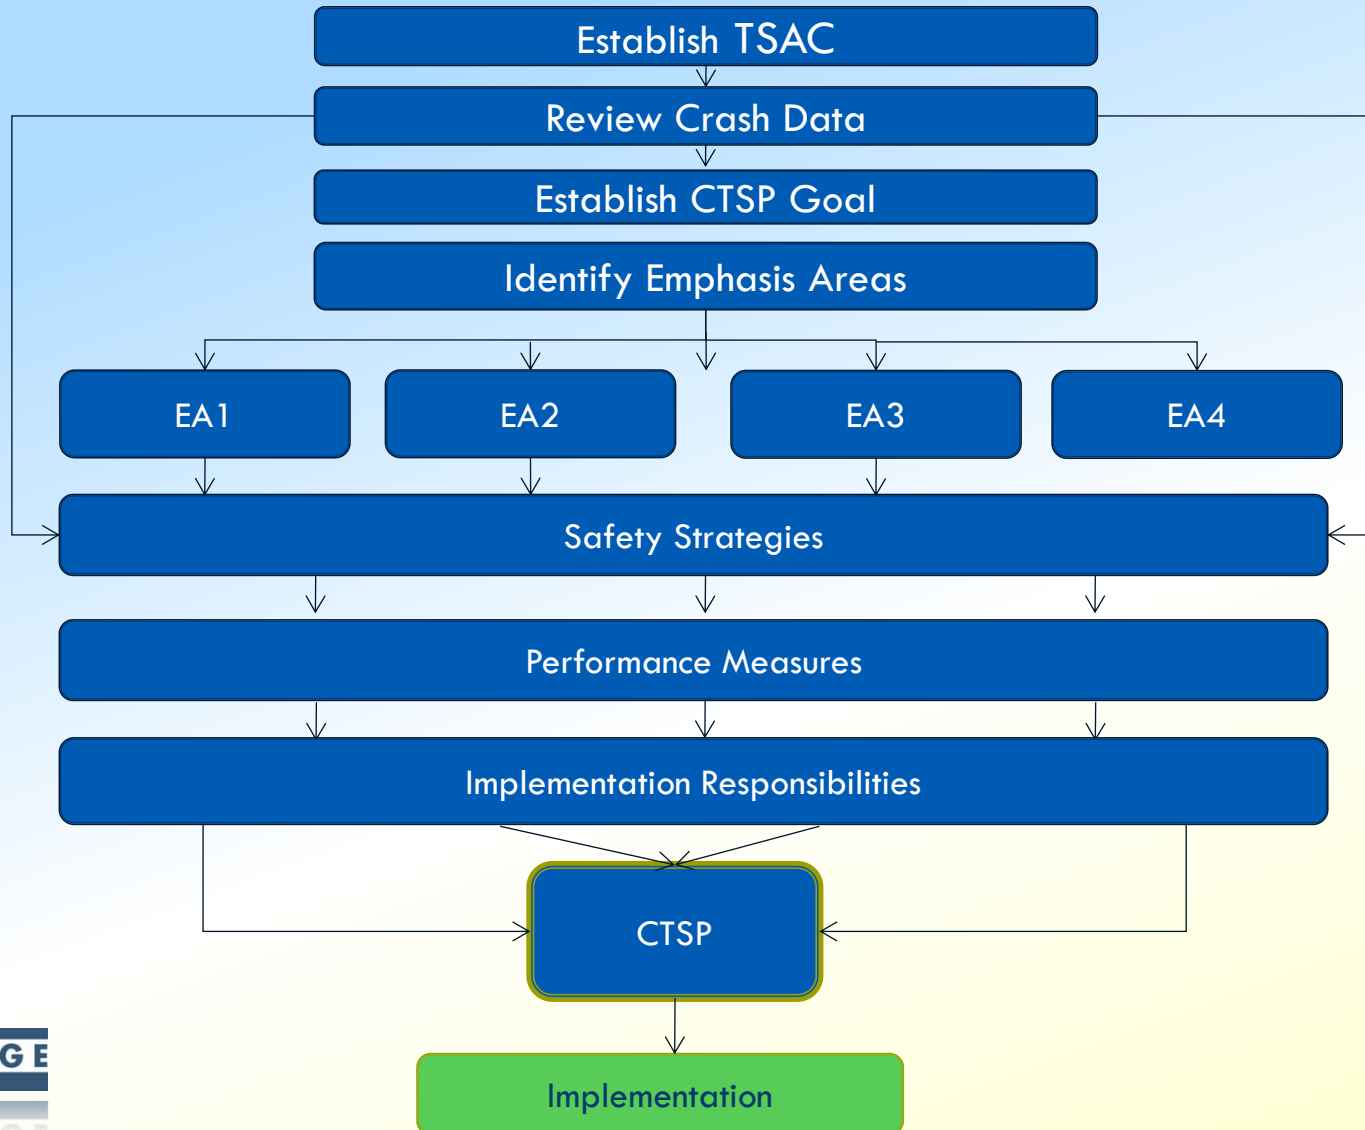 Establish TSAC
Review Crash Data
Establish CTSP Goal
Identify Emphasis Areas
EA1
EA2
EA3
EA4
Safety Strategies
Performance Measures
Implementation Responsibilities
CTSP
Implementation
GE